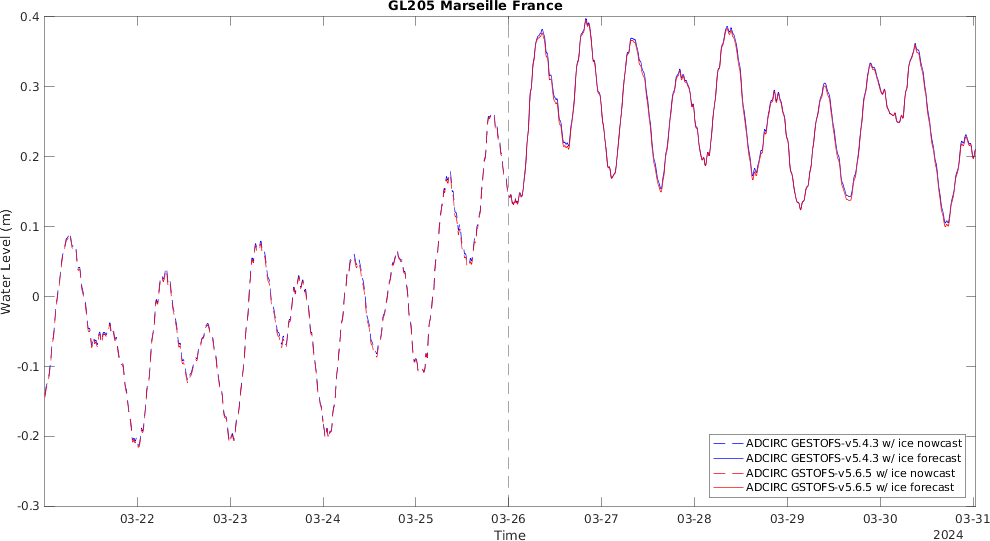 GL205 Marseille France
0.4
0.3
0.2
0.1
0
-0.1
-0.2
-0.3
Water Level (m)
ADCIRC GESTOFS-v5.4.3 w/ ice nowcast
ADCIRC GESTOFS-v5.4.3 w/ ice forecast
ADCIRC GSTOFS-v5.6.5 w/ ice nowcast
ADCIRC GSTOFS-v5.6.5 w/ ice forecast
03-22 03-23 03-24 03-25 03-26 03-27 03-28 03-29 03-30 03-31
Time
2024